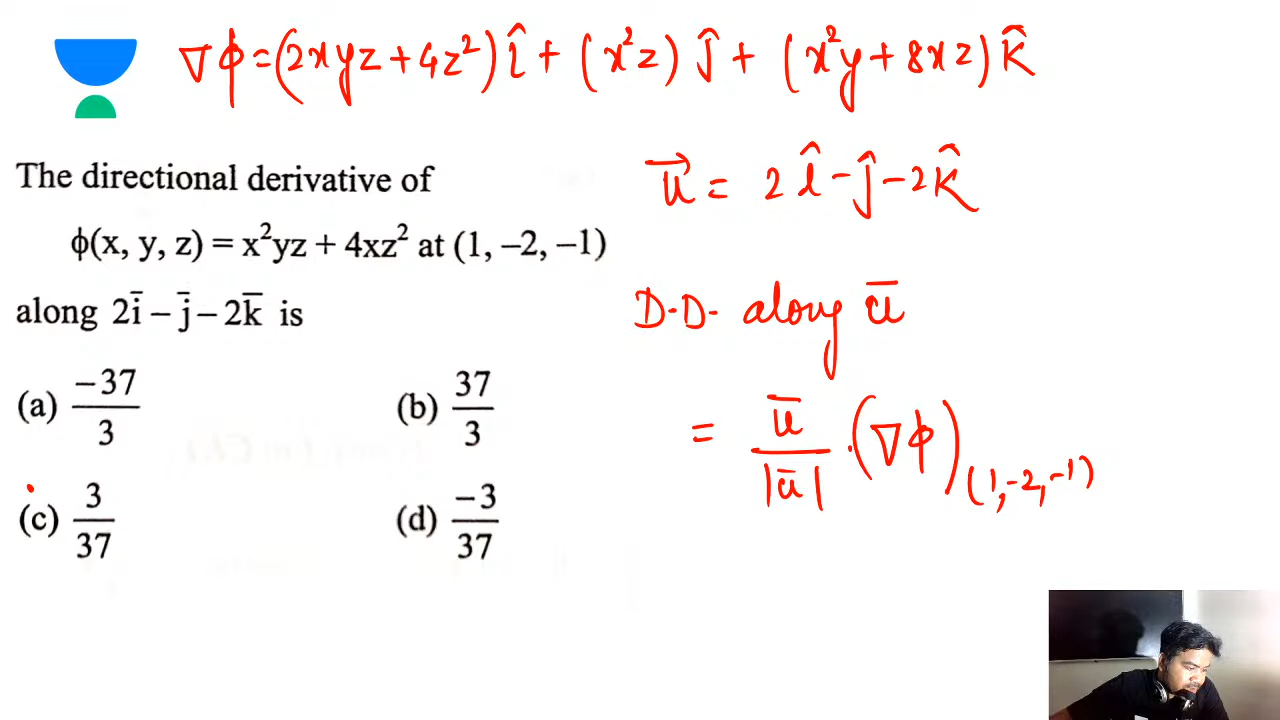 ∇ϕ=(2xyz+4z²)î+(x²z)ĵ+(x²y+8xz)k̂
The directional derivative of
ϕ(x, y, z) = x²yz + 4xz² at (1, –2, –1)
along 2i̅ – j̅ – 2k̅ is
(a) –37/3 (b) 37/3
(c) 3/37 (d) –3/37
u⃗ = 2î-ĵ-2k̂
D.D. along u̅
= u̅/|u̅| .(∇ϕ)(1,-2,-1)